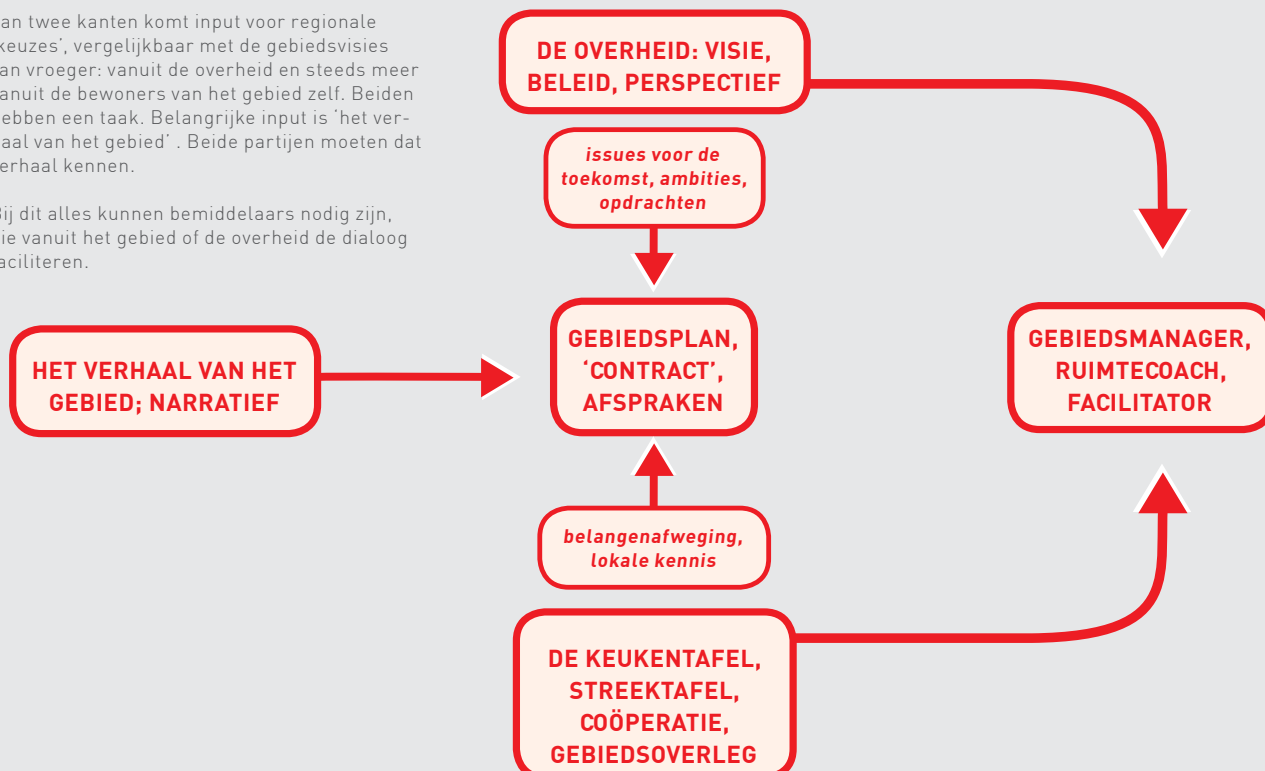 an twee kanten komt input voor regionale
keuzes’, vergelijkbaar met de gebiedsvisies
an vroeger: vanuit de overheid en steeds meer
anuit de bewoners van het gebied zelf. Beiden
ebben een taak. Belangrijke input is ‘het ver-
aal van het gebied’ . Beide partijen moeten dat
erhaal kennen.
Bij dit alles kunnen bemiddelaars nodig zijn,
ie vanuit het gebied of de overheid de dialoog
aciliteren.
DE OVERHEID: VISIE,
BELEID, PERSPECTIEF
issues voor de
toekomst, ambities,
opdrachten
HET VERHAAL VAN HET
GEBIED; NARRATIEF
GEBIEDSPLAN,
‘CONTRACT’,
AFSPRAKEN
GEBIEDSMANAGER,
RUIMTECOACH,
FACILITATOR
belangenafweging,
lokale kennis
DE KEUKENTAFEL,
STREEKTAFEL,
COÖPERATIE,
GEBIEDSOVERLEG